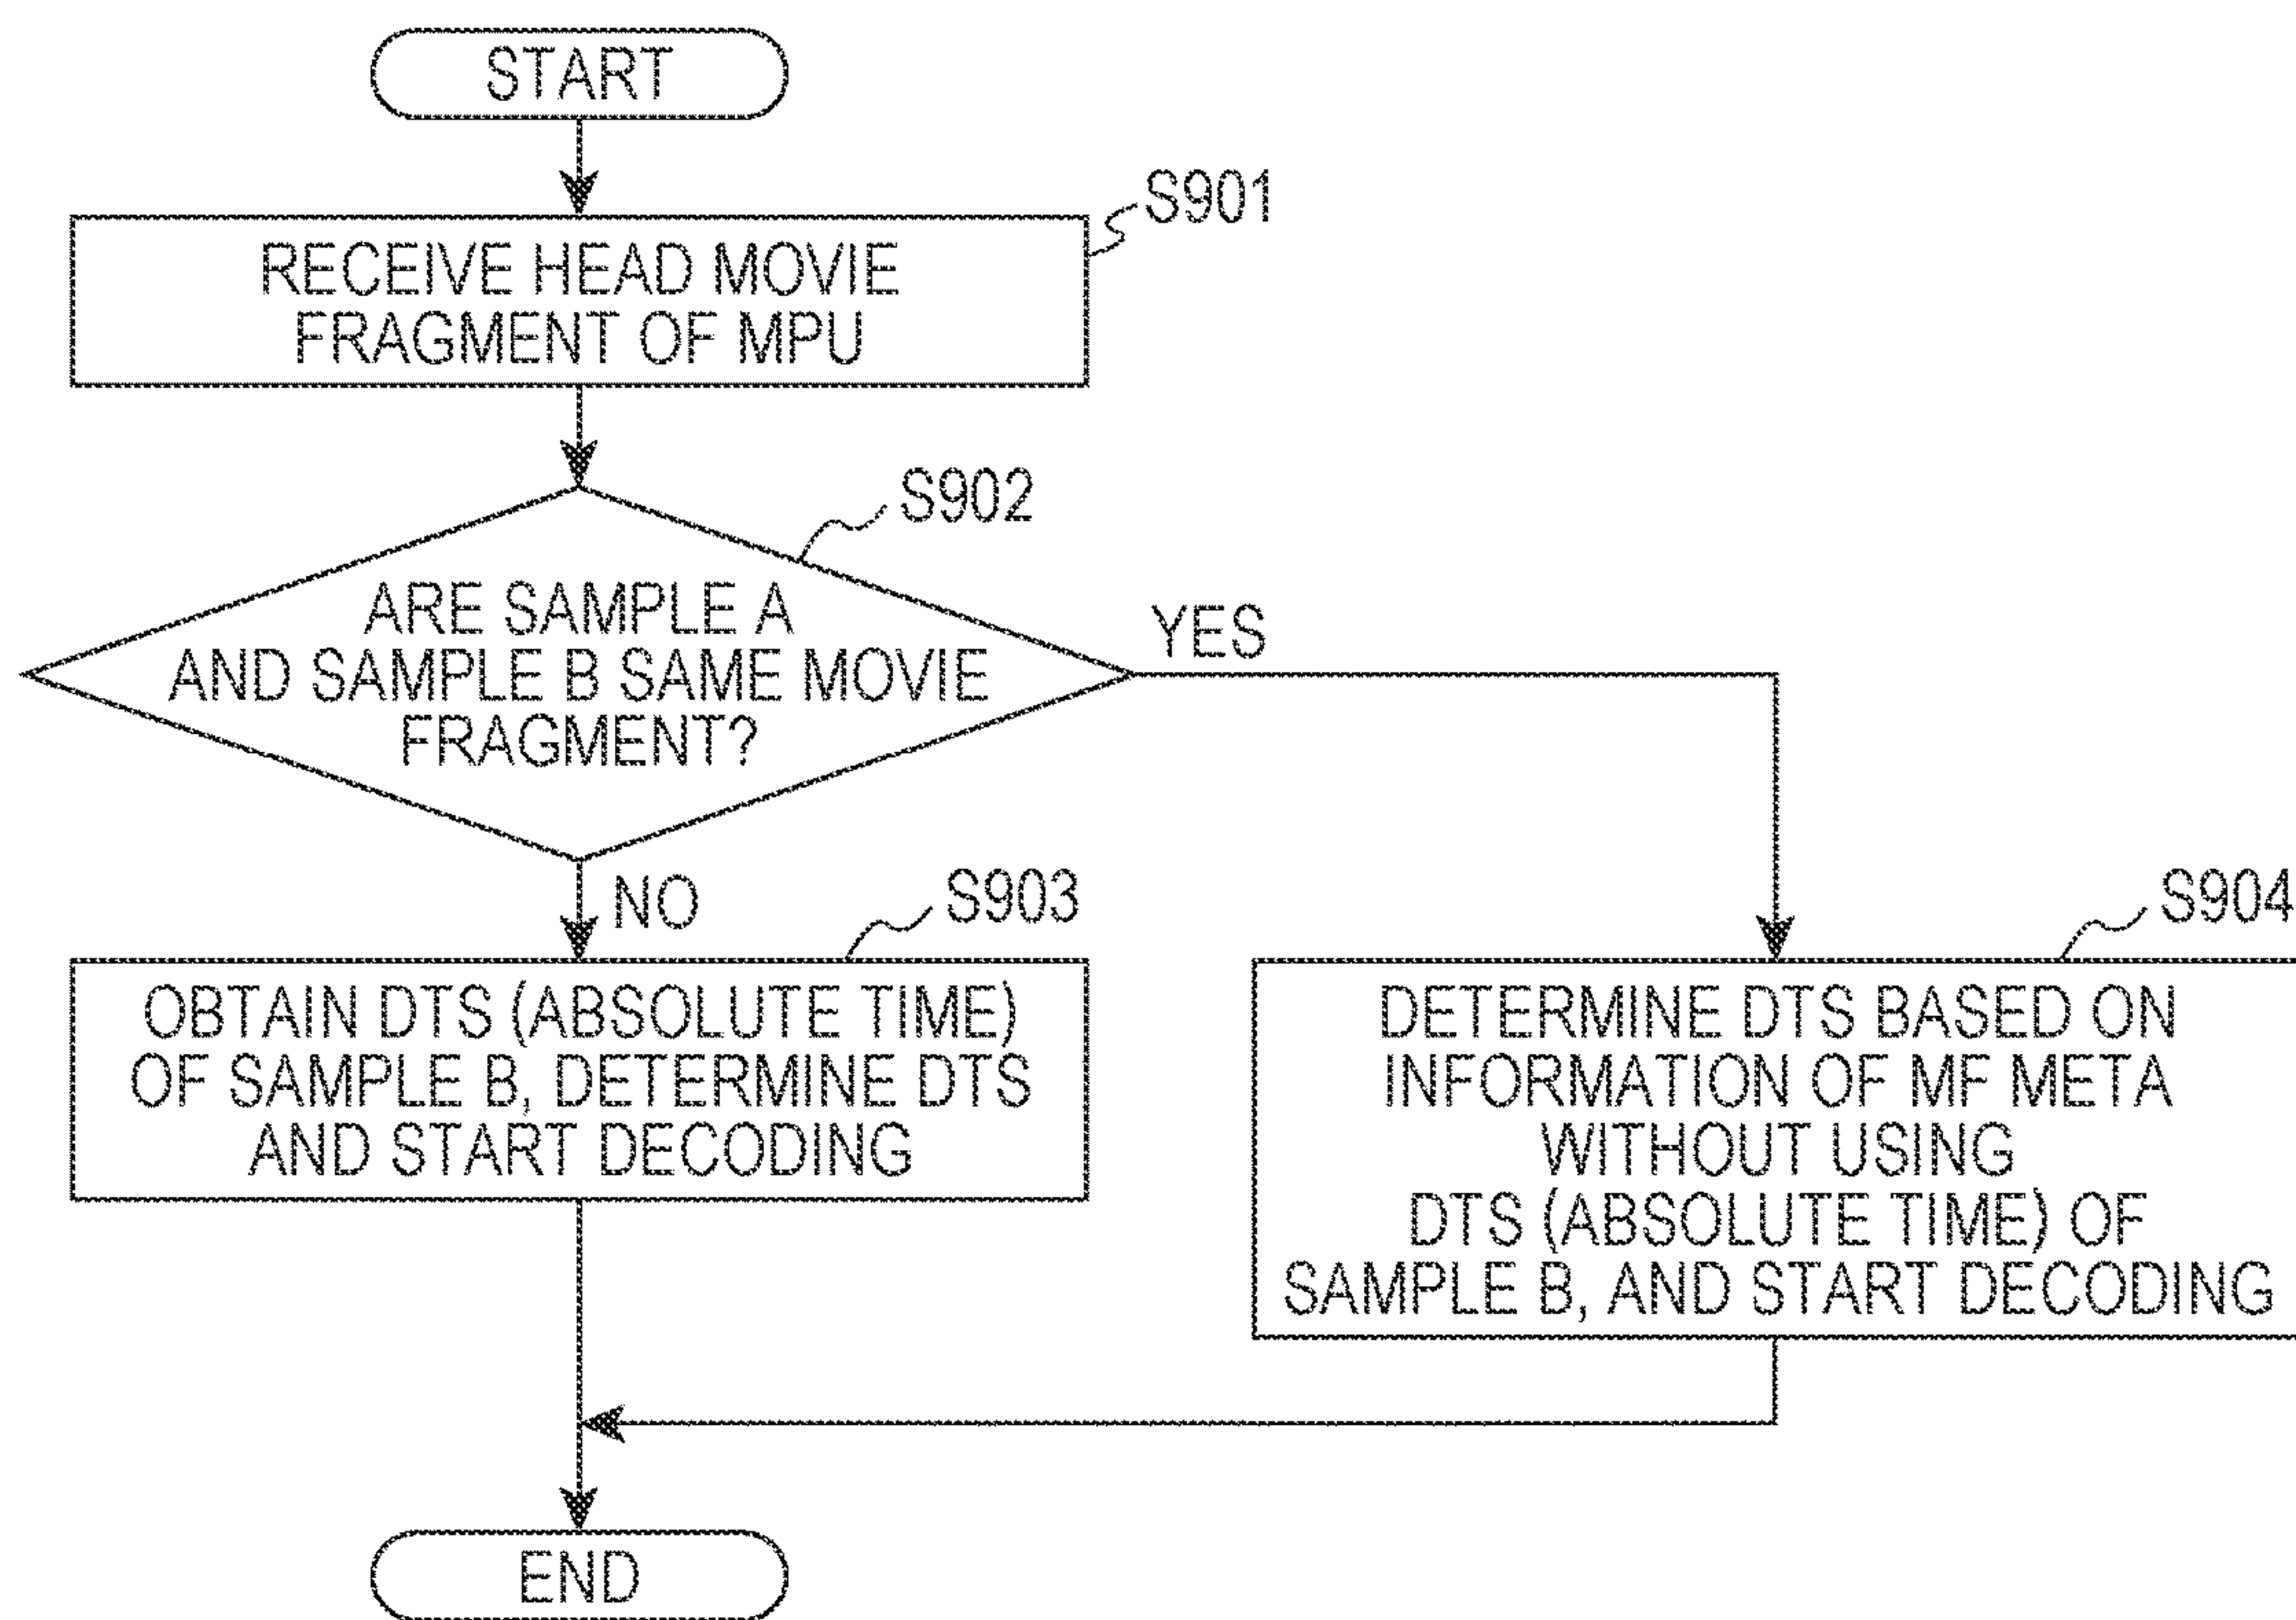 START
S901
RECEIVE HEAD MOVIE
FRAGMENT OF MPU
S902
ARE SAMPLE A
AND SAMPLE B SAME MOVIE
FRAGMENT?
YES
NO
S903
OBTAIN DTS (ABSOLUTE TIME)
OF SAMPLE B, DETERMINE DTS
AND START DECODING
S904
DETERMINE DTS BASED ON
INFORMATION OF MF META
WITHOUT USING
DTS (ABSOLUTE TIME) OF
SAMPLE B, AND START DECODING
END